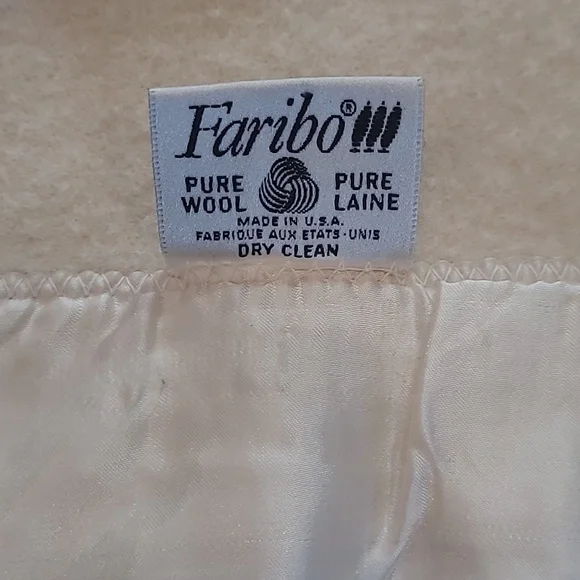 Faribo®
PURE WOOL PURE LAINE
MADE IN U.S.A.
FABRIQUE AUX ETATS-UNIS
DRY CLEAN